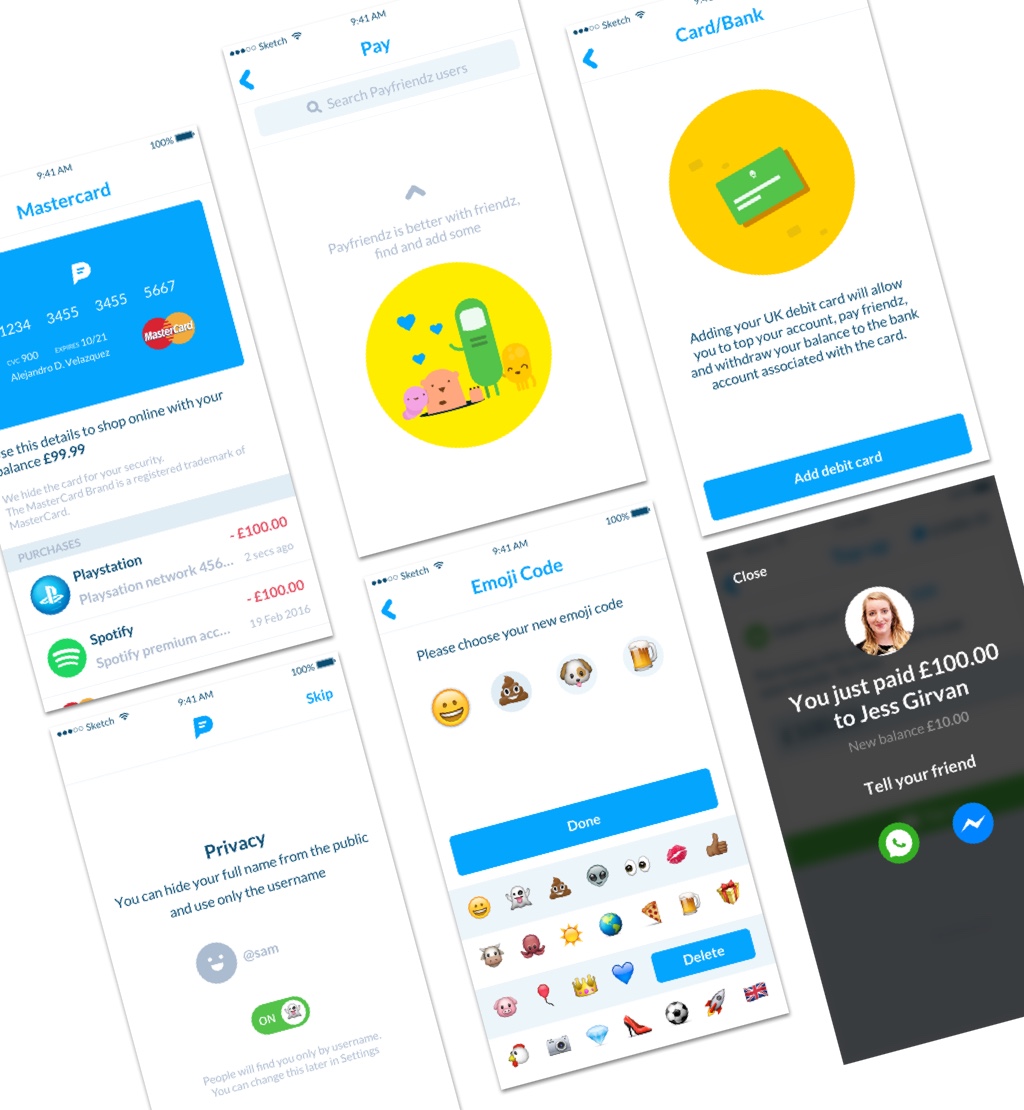 9:41 AM
100%
Mastercard
1234 3455 3455 5667
CVC 900 EXPIRES 10/21
MasterCard
Alejandro D. Velazquez
se this details to shop online with your
balance £99.99
We hide the card for your security.
The MasterCard Brand is a registered trademark of
MasterCard.
PURCHASES
Playstation - £100.00
Playsation network 456... 2 secs ago
Spotify - £100.00
Spotify premium acc... 19 Feb 2016
Sketch 9:41 AM
Pay
Search Payfriendz users
Payfriendz is better with friendz,
find and add some
Sketch
Card/Bank
Adding your UK debit card will allow
you to top your account, pay friendz,
and withdraw your balance to the bank
account associated with the card.
Add debit card
Sketch 9:41 AM 100%
Skip
Privacy
You can hide your full name from the public
and use only the username
@sam
ON
People will find you only by username.
You can change this later in Settings
Sketch 9:41 AM 100%
Emoji Code
Please choose your new emoji code
Done
Delete
Close
You just paid £100.00
to Jess Girvan
New balance £10.00
Tell your friend